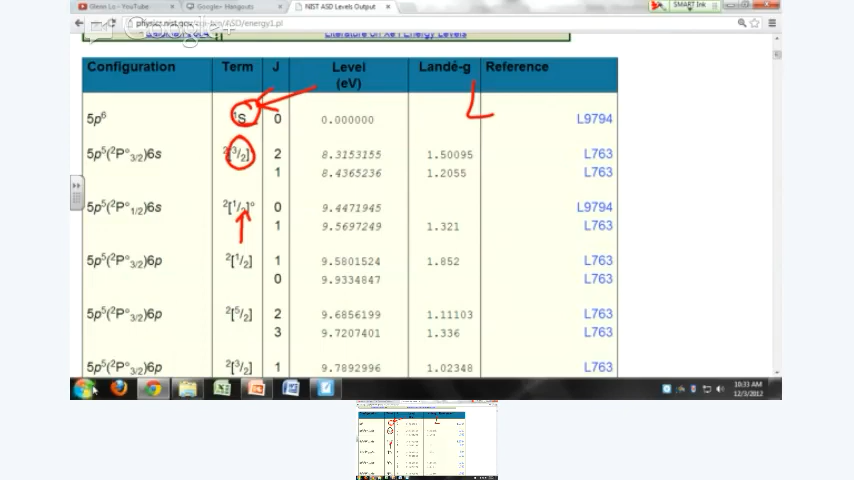 Glenn Lo - YouTube Google+ Hangouts NIST ASD Levels Output SMART Ink
physics.nist.gov energy1.pl
Google+
Literature on Xe I Energy Levels
Configuration Term J Level (eV) Landé-g Reference
L
5p⁶ ¹S 0 0.000000 L9794
5p⁵(²P°₃/₂)6s ²[³/₂] 2 8.3153155 1.50095 L763
1 8.4365236 1.2055 L763
5p⁵(²P°₁/₂)6s ²[¹/₂]° 0 9.4471945 L9794
1 9.5697249 1.321 L763
5p⁵(²P°₃/₂)6p ²[¹/₂] 1 9.5801524 1.852 L763
0 9.9334847 L763
5p⁵(²P°₃/₂)6p ²[⁵/₂] 2 9.6856199 1.11103 L763
3 9.7207401 1.336 L763
5p⁵(²P°₃/₂)6p ²[³/₂] 1 9.7892996 1.02348 L763
10:33 AM
12/3/2012